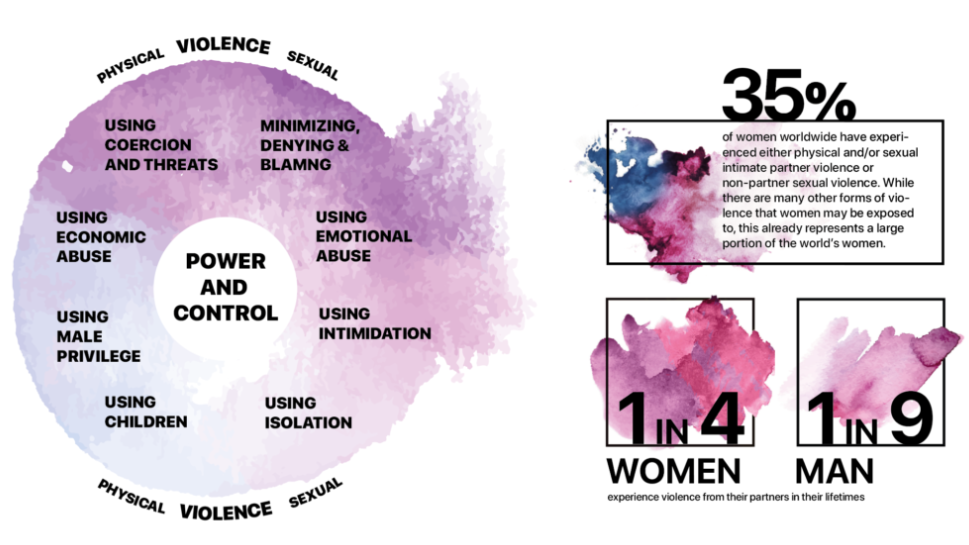 PHYSICAL VIOLENCE SEXUAL
USING
COERCION
AND THREATS
MINIMIZING,
DENYING &
BLAMNG
USING
ECONOMIC
ABUSE
USING
EMOTIONAL
ABUSE
POWER
AND
CONTROL
USING
MALE
PRIVILEGE
USING
INTIMIDATION
USING
CHILDREN
USING
ISOLATION
PHYSICAL VIOLENCE SEXUAL
35%
of women worldwide have experi-
enced either physical and/or sexual
intimate partner violence or
non-partner sexual violence. While
there are many other forms of vio-
lence that women may be exposed
to, this already represents a large
portion of the world's women.
1 IN 4
WOMEN
1 IN 9
MAN
experience violence from their partners in their lifetimes